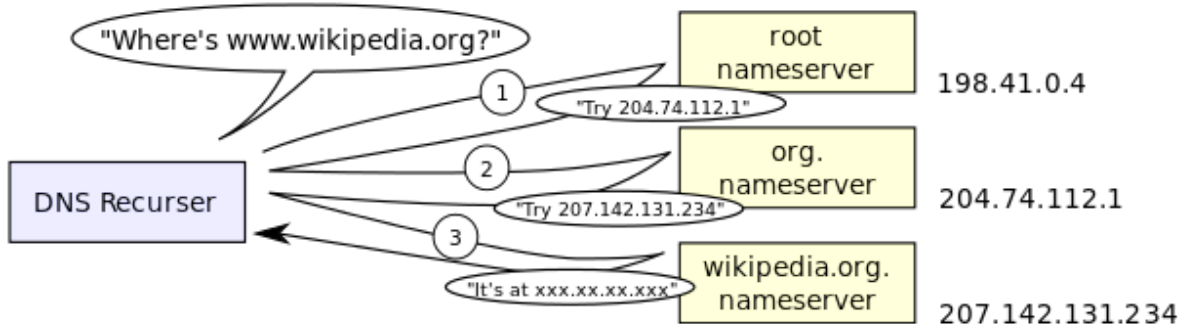 "Where's www.wikipedia.org?"
root
nameserver
198.41.0.4
1
"Try 204.74.112.1"
DNS Recurser
2
org.
nameserver
204.74.112.1
"Try 207.142.131.234"
3
wikipedia.org.
nameserver
207.142.131.234
"It's at xxx.xx.xx.xxx"